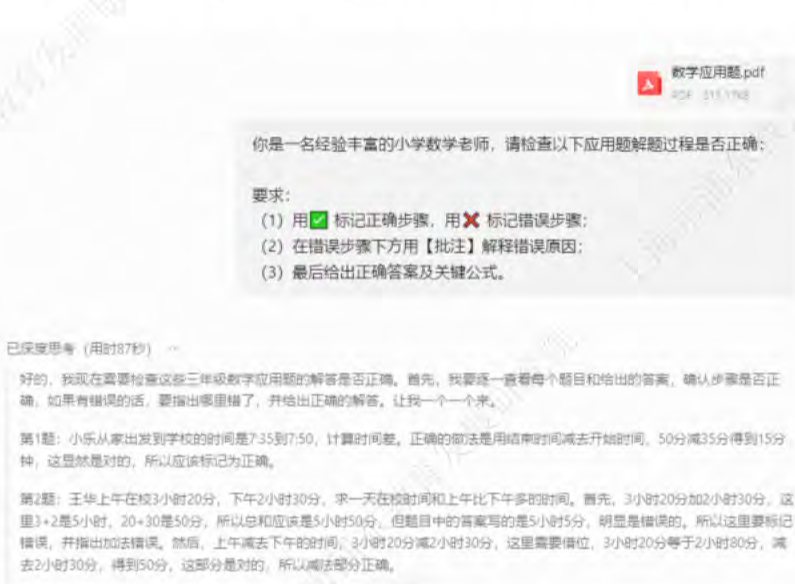 数学应用题.pdf
你是一名经验丰富的小学数学老师，请检查以下应用题解题过程是否正确：
要求：
（1）用✅ 标记正确步骤，用❌ 标记错误步骤；
（2）在错误步骤下方用【批注】解释错误原因；
（3）最后给出正确答案及关键公式。
已深度思考（用时87秒）
好的，我现在需要检查这些三年级数学应用题的解答是否正确。首先，我要逐一查看每个题目和给出的答案，确认步骤是否正
确，如果有错误的话，要指出哪里错了，并给出正确的解答。让我一个一个来。
第1题：小乐从家出发到学校的时间是7:35到7:50，计算时间差。正确的做法是用结束时间减去开始时间，50分减35分得到15分
钟，这显然是对的，所以应该标记为正确。
第2题：王华上午在校3小时20分，下午2小时30分，求一天在校时间和上午比下午多的时间。首先，3小时20分加2小时30分，这
里3+2是5小时，20+30是50分，所以总和应该是5小时50分，但题目中的答案写的是5小时5分，明显是错误的。所以这里要标记
错误，并指出加法错误。然后，上午减去下午的时间，3小时20分减2小时30分，这里需要借位，3小时20分等于2小时80分，减
去2小时30分，得到50分，这部分是对的，所以减法部分正确。